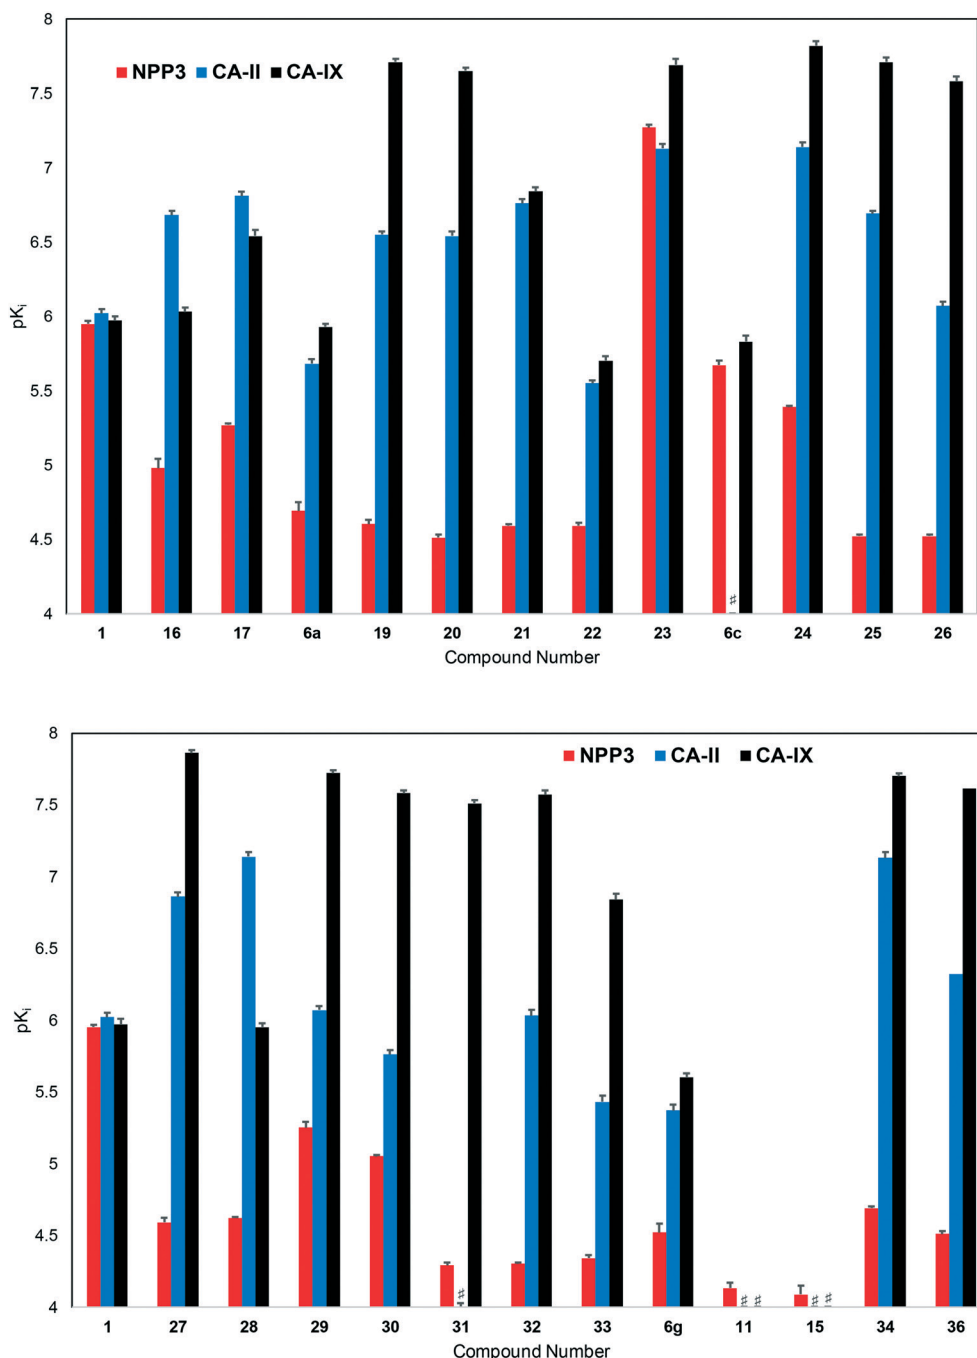 8
NPP3 CA-II CA-IX
7.5
7
6.5
6
pKi
5.5
5
4.5
♯
4
1 16 17 6a 19 20 21 22 23 6c 24 25 26
Compound Number
8
NPP3 CA-II CA-IX
7.5
7
6.5
6
pKi
5.5
5
4.5
♯ ♯ ♯ ♯ ♯
4
1 27 28 29 30 31 32 33 6g 11 15 34 36
Compound Number